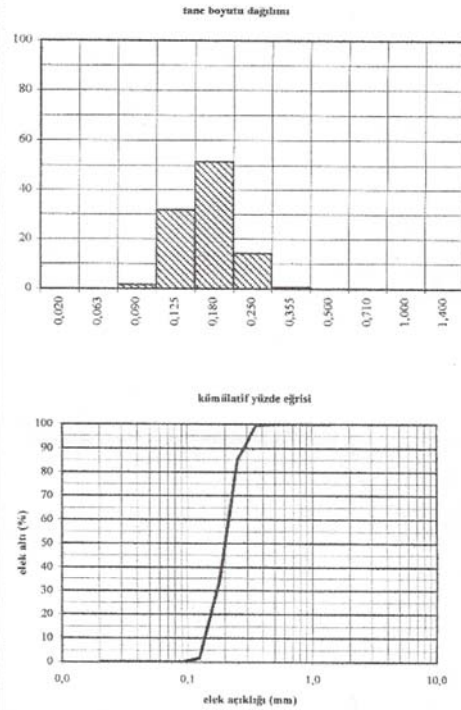 tane boyutu dağılımı
100
80
60
40
20
0
0,020 0,063 0,090 0,125 0,180 0,250 0,355 0,500 0,710 1,000 1,400
kümülatif yüzde eğrisi
100
90
80
70
60
50
40
30
20
10
0
elek altı (%)
0,0 0,1 1,0 10,0
elek açıklığı (mm)